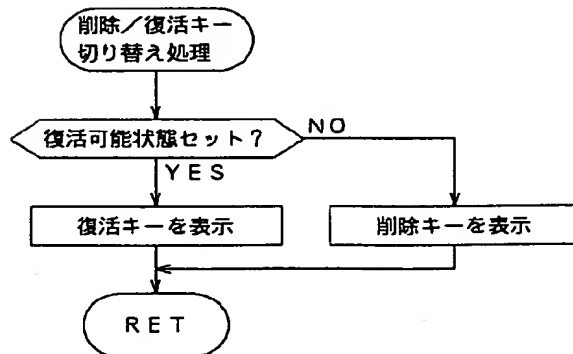 削除／復活キー
切り替え処理
復活可能状態セット？
NO
YES
復活キーを表示
削除キーを表示
RET